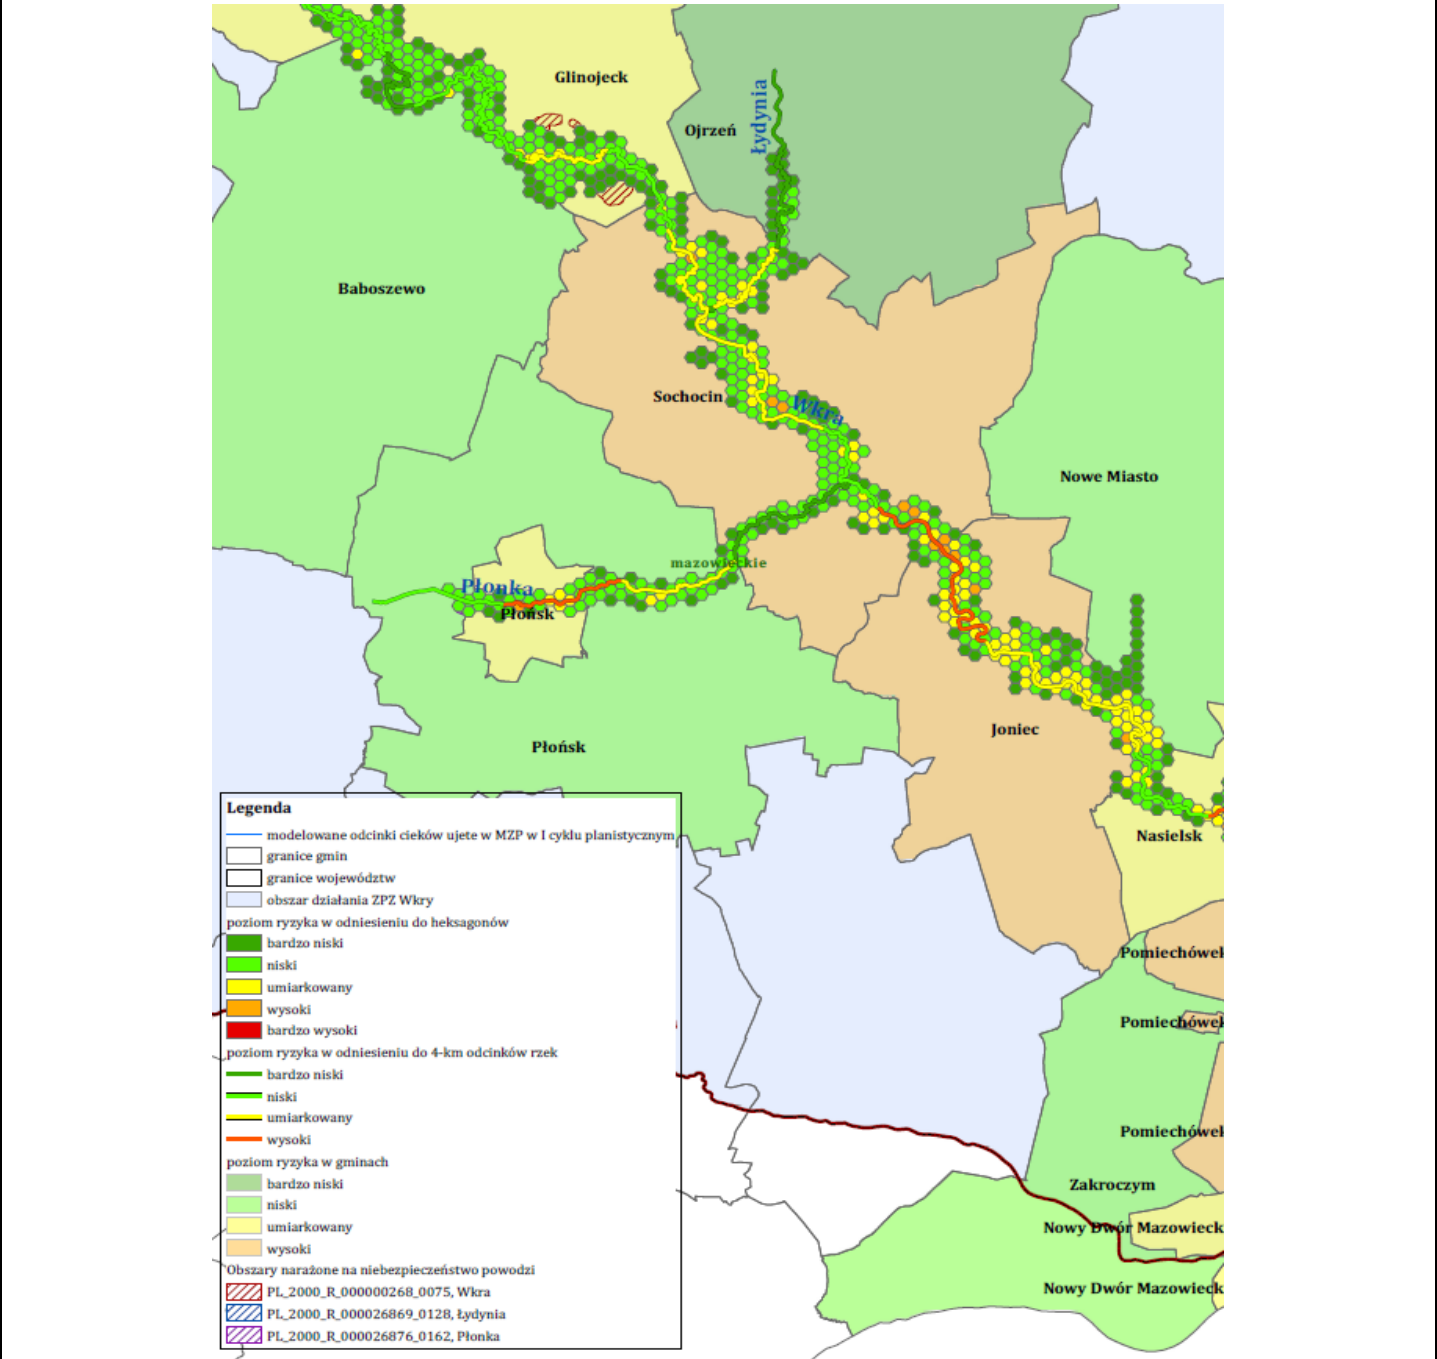 Glinojeck
Łydynia
Ojrzeń
Baboszewo
Sochocin
Wkra
Nowe Miasto
mazowieckie
Płonka
Płońsk
Płońsk
Joniec
Nasielsk
Pomiechówek
Pomiechówek
Pomiechówek
Zakroczym
Nowy Dwór Mazowieck
Nowy Dwór Mazowieck
Legenda
modelowane odcinki cieków ujete w MZP w I cyklu planistycznym
granice gmin
granice województw
obszar działania ZPZ Wkry
poziom ryzyka w odniesieniu do heksagonów
bardzo niski
niski
umiarkowany
wysoki
bardzo wysoki
poziom ryzyka w odniesieniu do 4-km odcinków rzek
bardzo niski
niski
umiarkowany
wysoki
poziom ryzyka w gminach
bardzo niski
niski
umiarkowany
wysoki
Obszary narażone na niebezpieczeństwo powodzi
PL_2000_R_000000268_0075, Wkra
PL_2000_R_000026869_0128, Łydynia
PL_2000_R_000026876_0162, Płonka